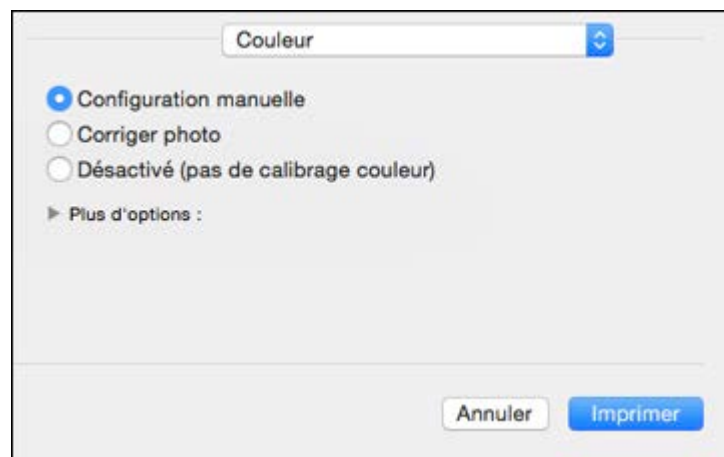 Couleur
Configuration manuelle
Corriger photo
Désactivé (pas de calibrage couleur)
Plus d'options :
Annuler
Imprimer